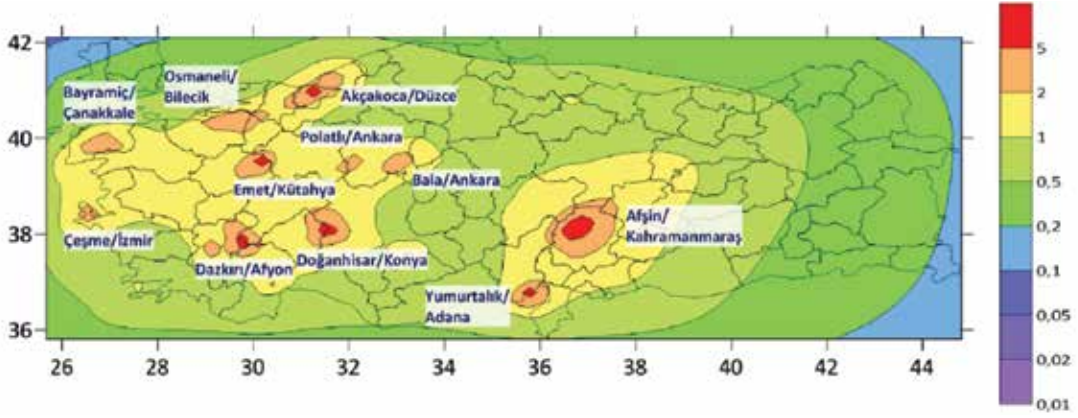 42
40
38
36
26
28
30
32
34
36
38
40
42
44
Osmaneli/
Bilecik
Bayramiç/
Çanakkale
Akçakoca/Düzce
Polatlı/Ankara
Emet/Kütahya
Bala/Ankara
Çeşme/İzmir
Dazkırı/Afyon
Doğanhisar/Konya
Afşin/
Kahramanmaraş
Yumurtalık/
Adana
5
2
1
0,5
0,2
0,1
0,05
0,02
0,01